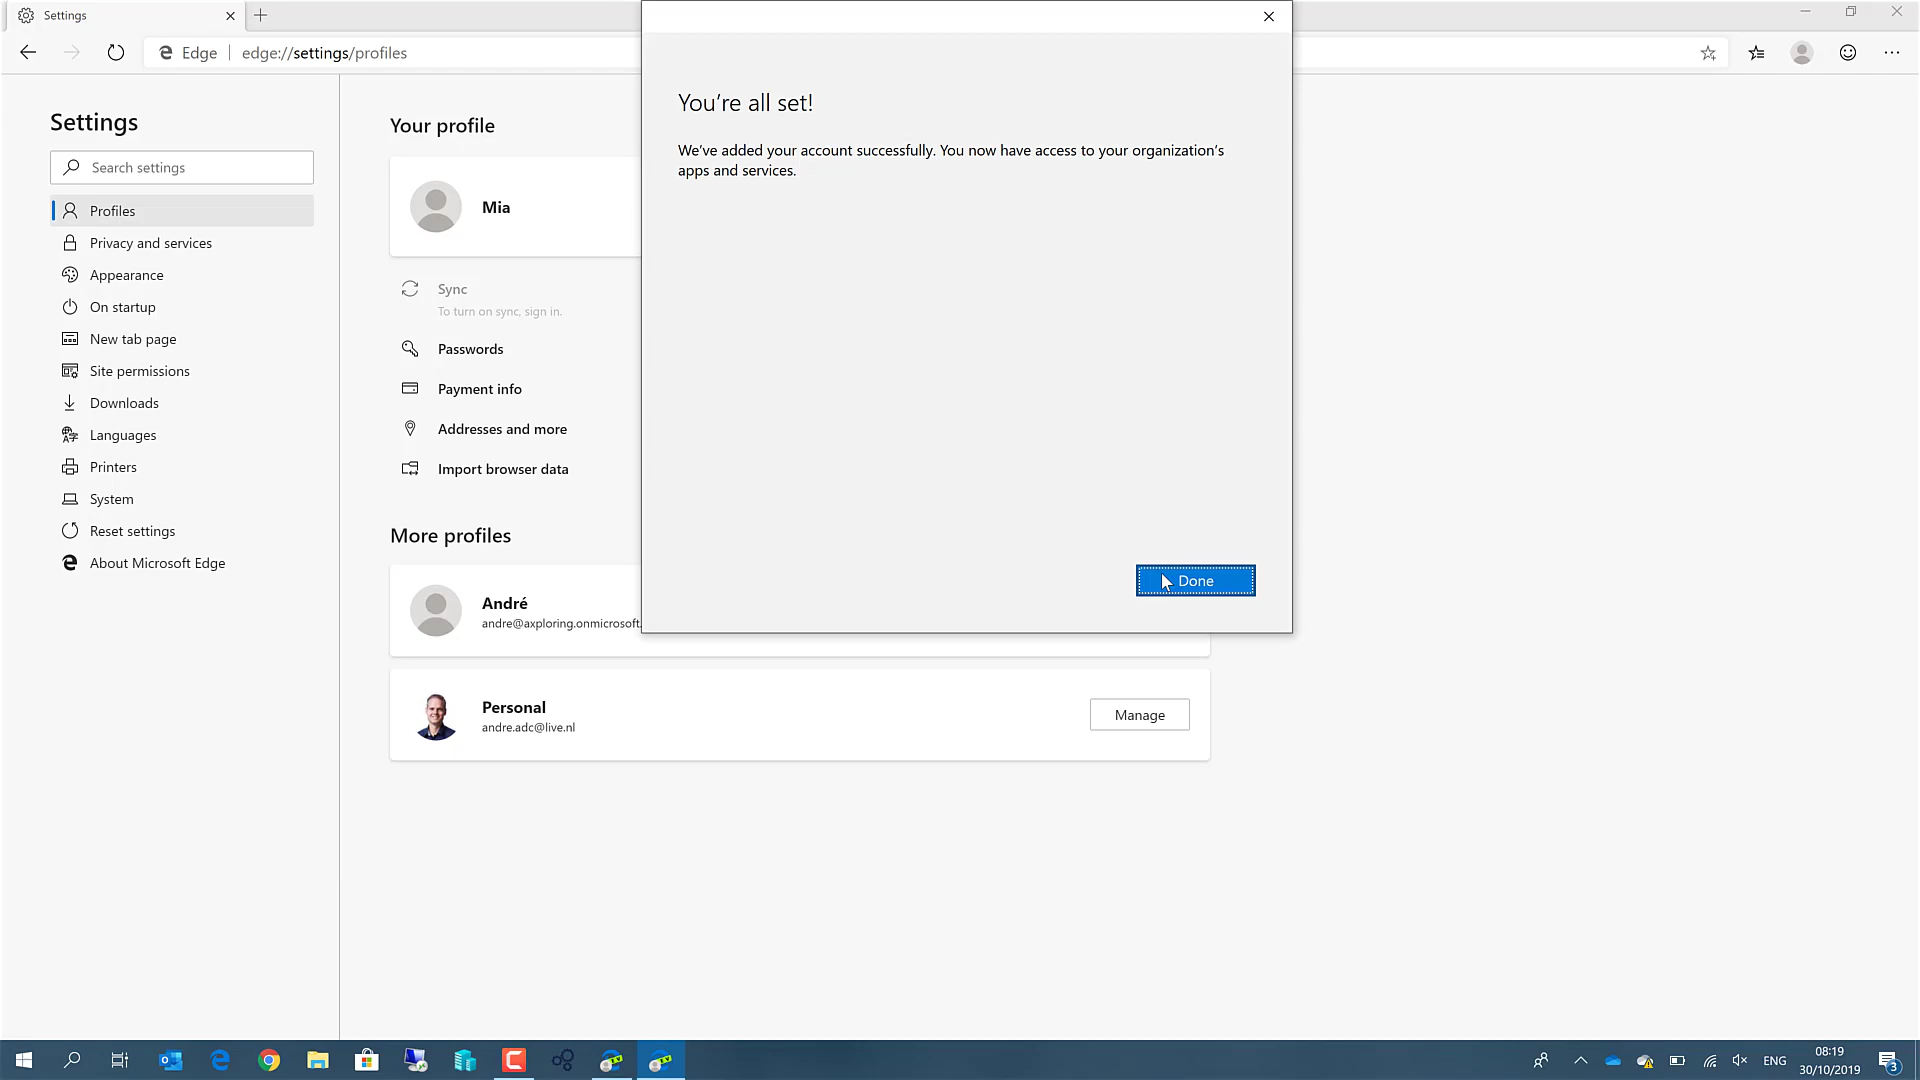 Settings
Edge
edge://settings/profiles
Settings
Search settings
Profiles
Privacy and services
Appearance
On startup
New tab page
Site permissions
Downloads
Languages
Printers
System
Reset settings
About Microsoft Edge
Your profile
Mia
Sync
To turn on sync, sign in.
Passwords
Payment info
Addresses and more
Import browser data
More profiles
André
andre@axploring.onmicrosoft.
Personal
andre.adc@live.nl
Manage
You're all set!
We've added your account successfully. You now have access to your organization's
apps and services.
Done
ENG
08:19
30/10/2019
3